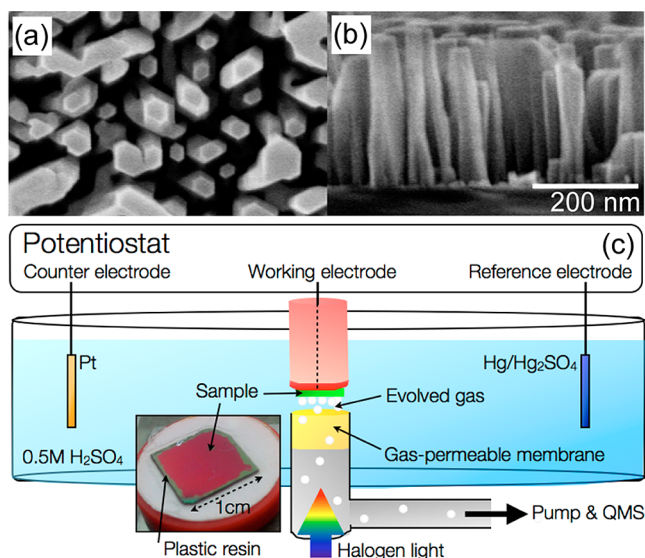 (a)
(b)
200 nm
Potentiostat
(c)
Counter electrode
Working electrode
Reference electrode
Pt
Hg/Hg₂SO₄
Sample
Evolved gas
0.5M H₂SO₄
Gas-permeable membrane
1cm
Pump & QMS
Plastic resin
Halogen light